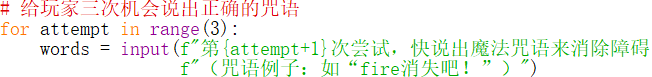 # 给玩家三次机会说出正确的咒语
for attempt in range(3):
    words = input(f"第{attempt+1}次尝试，快说出魔法咒语来消除障碍
                  f"（咒语例子：如“fire消失吧！”）")